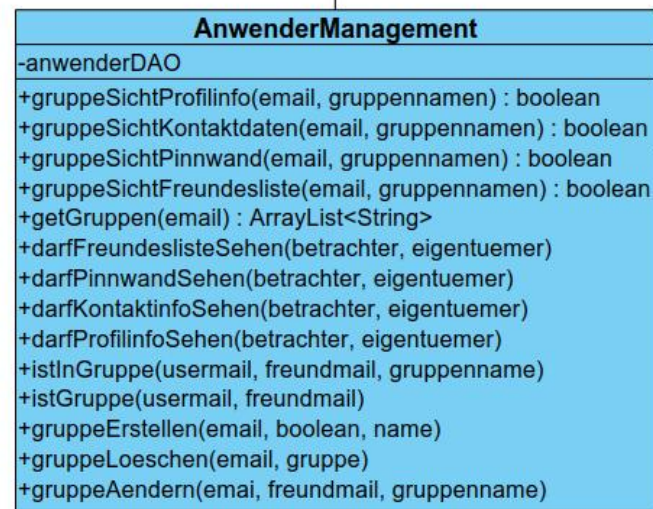 AnwenderManagement
-anwenderDAO
+gruppeSichtProfilinfo(email, gruppennamen) : boolean
+gruppeSichtKontaktdaten(email, gruppennamen) : boolean
+gruppeSichtPinnwand(email, gruppennamen) : boolean
+gruppeSichtFreundesliste(email, gruppennamen) : boolean
+getGruppen(email) : ArrayList<String>
+darfFreundeslisteSehen(betrachter, eigentuemer)
+darfPinnwandSehen(betrachter, eigentuemer)
+darfKontaktinfoSehen(betrachter, eigentuemer)
+darfProfilinfoSehen(betrachter, eigentuemer)
+istInGruppe(usermail, freundmail, gruppenname)
+istGruppe(usermail, freundmail)
+gruppeErstellen(email, boolean, name)
+gruppeLoeschen(email, gruppe)
+gruppeAendern(emai, freundmail, gruppenname)